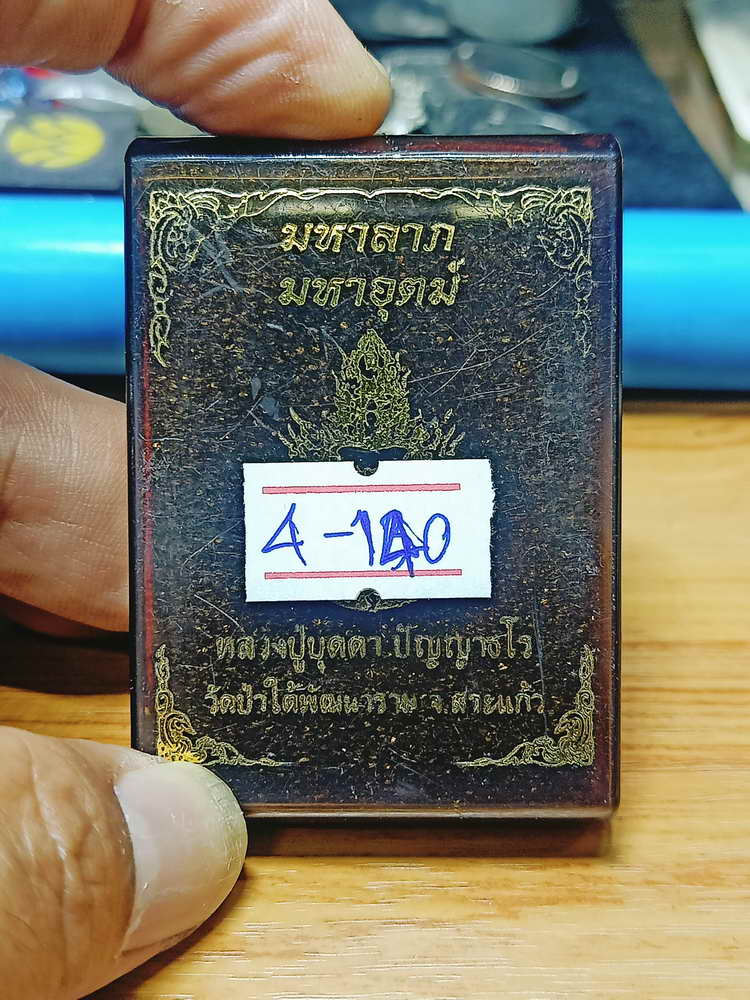 มหาลาภ
มหาอุตม์
4-140
หลวงปู่บุดดา ปัญญาธโร
วัดป่าใต้พัฒนาราม จ.สระแก้ว